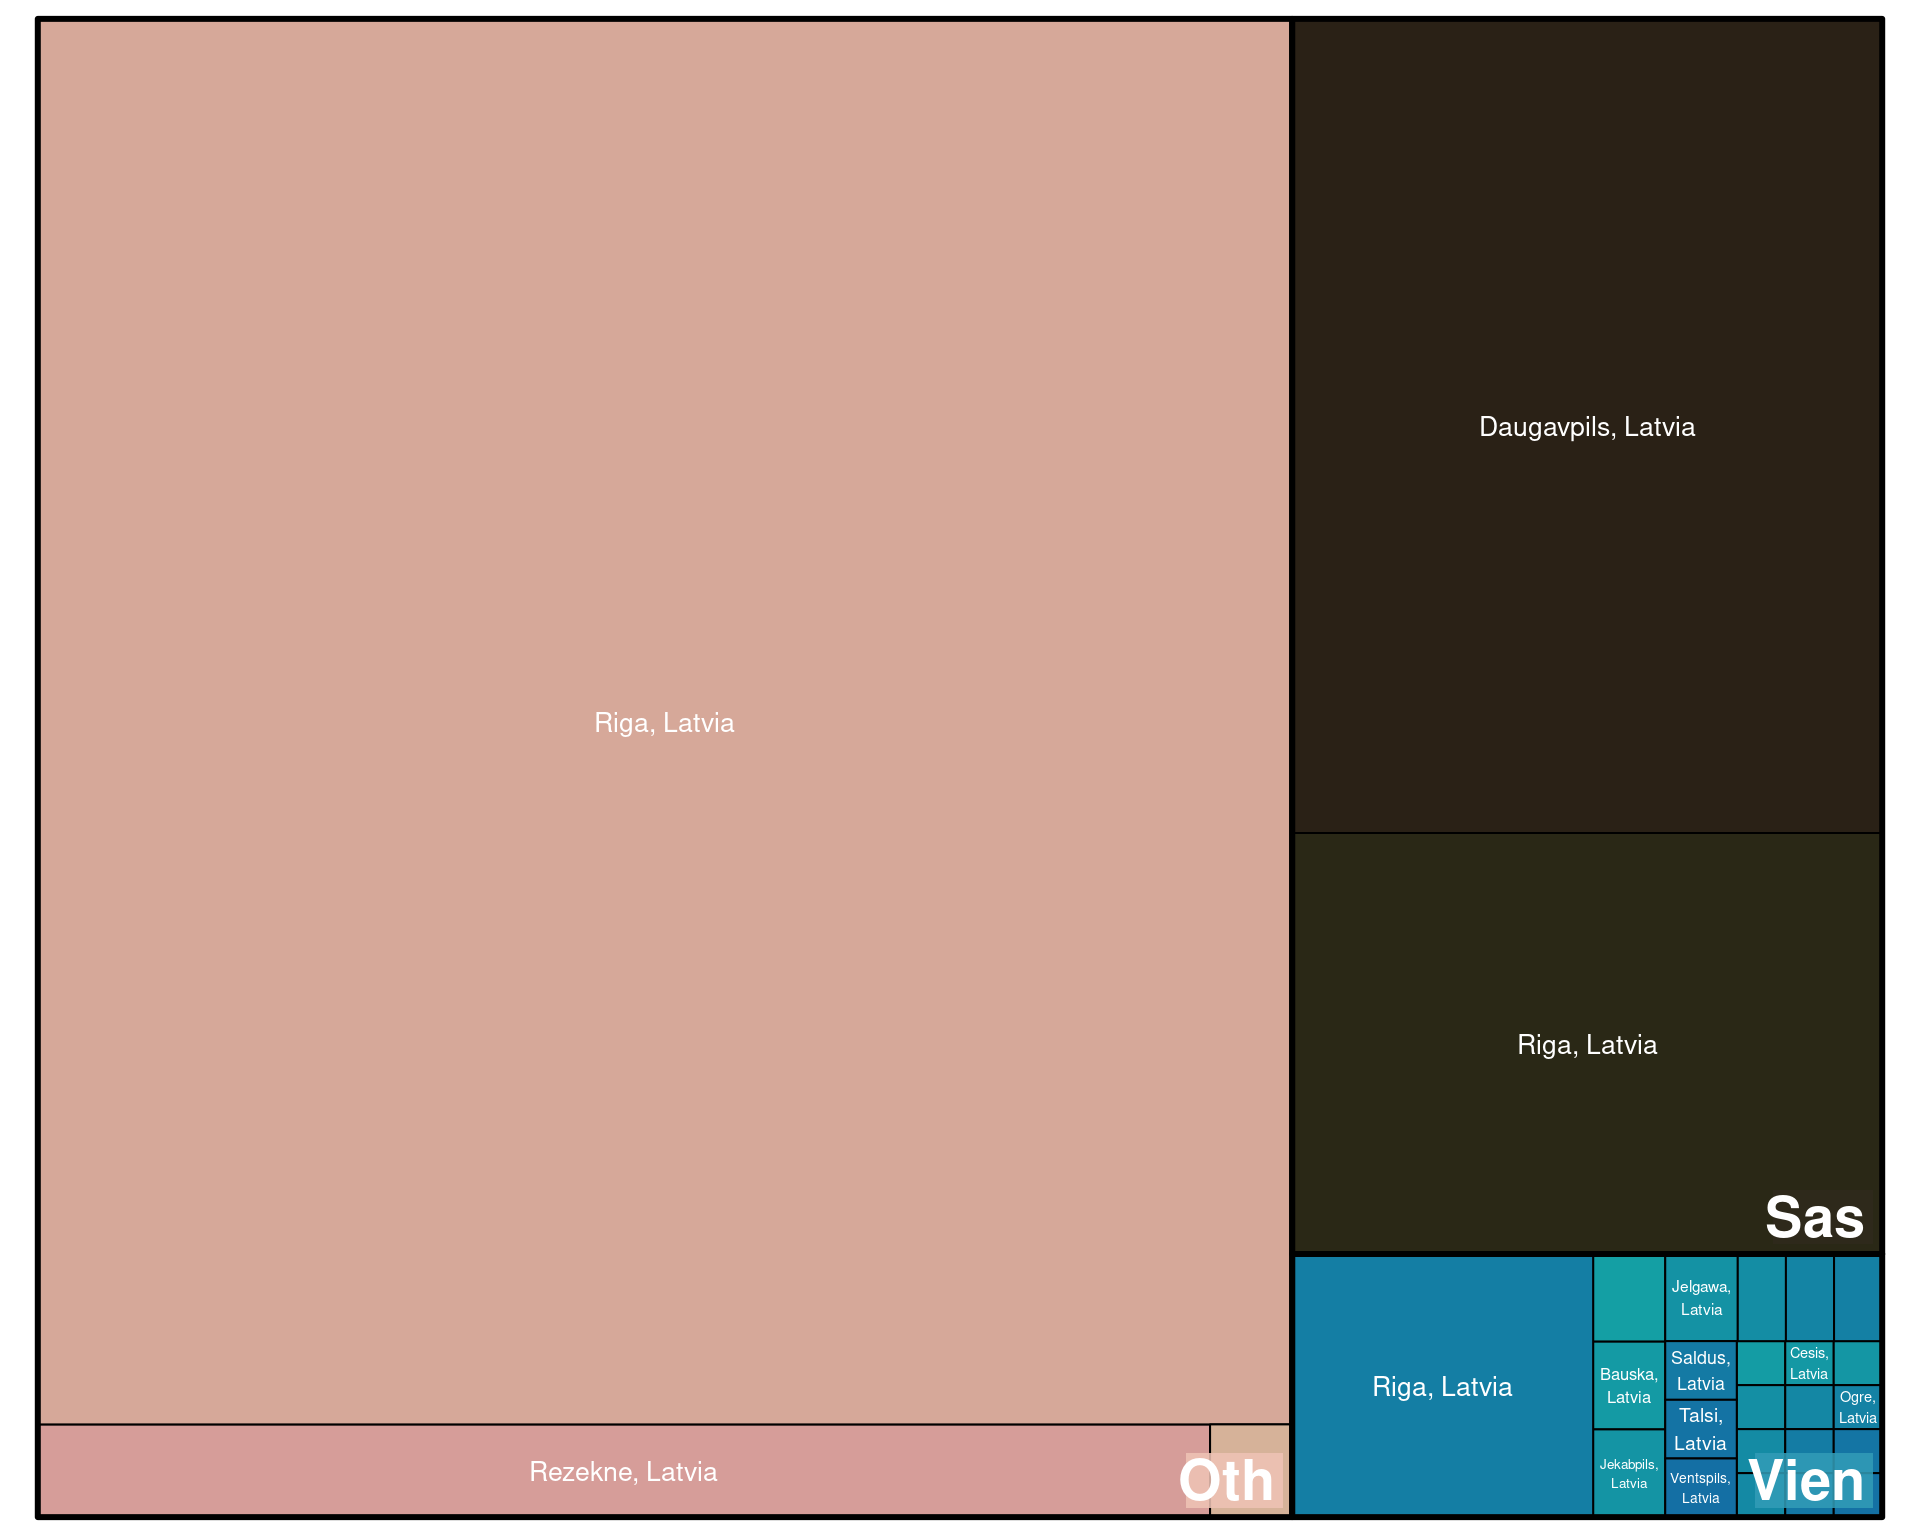 Riga, Latvia
Rezekne, Latvia
Oth
Daugavpils, Latvia
Riga, Latvia
Sas
Riga, Latvia
Bauska,
Latvia
Jekabpils,
Latvia
Jelgawa,
Latvia
Saldus,
Latvia
Talsi,
Latvia
Ventspils,
Latvia
Cesis,
Latvia
Ogre,
Latvia
Vien